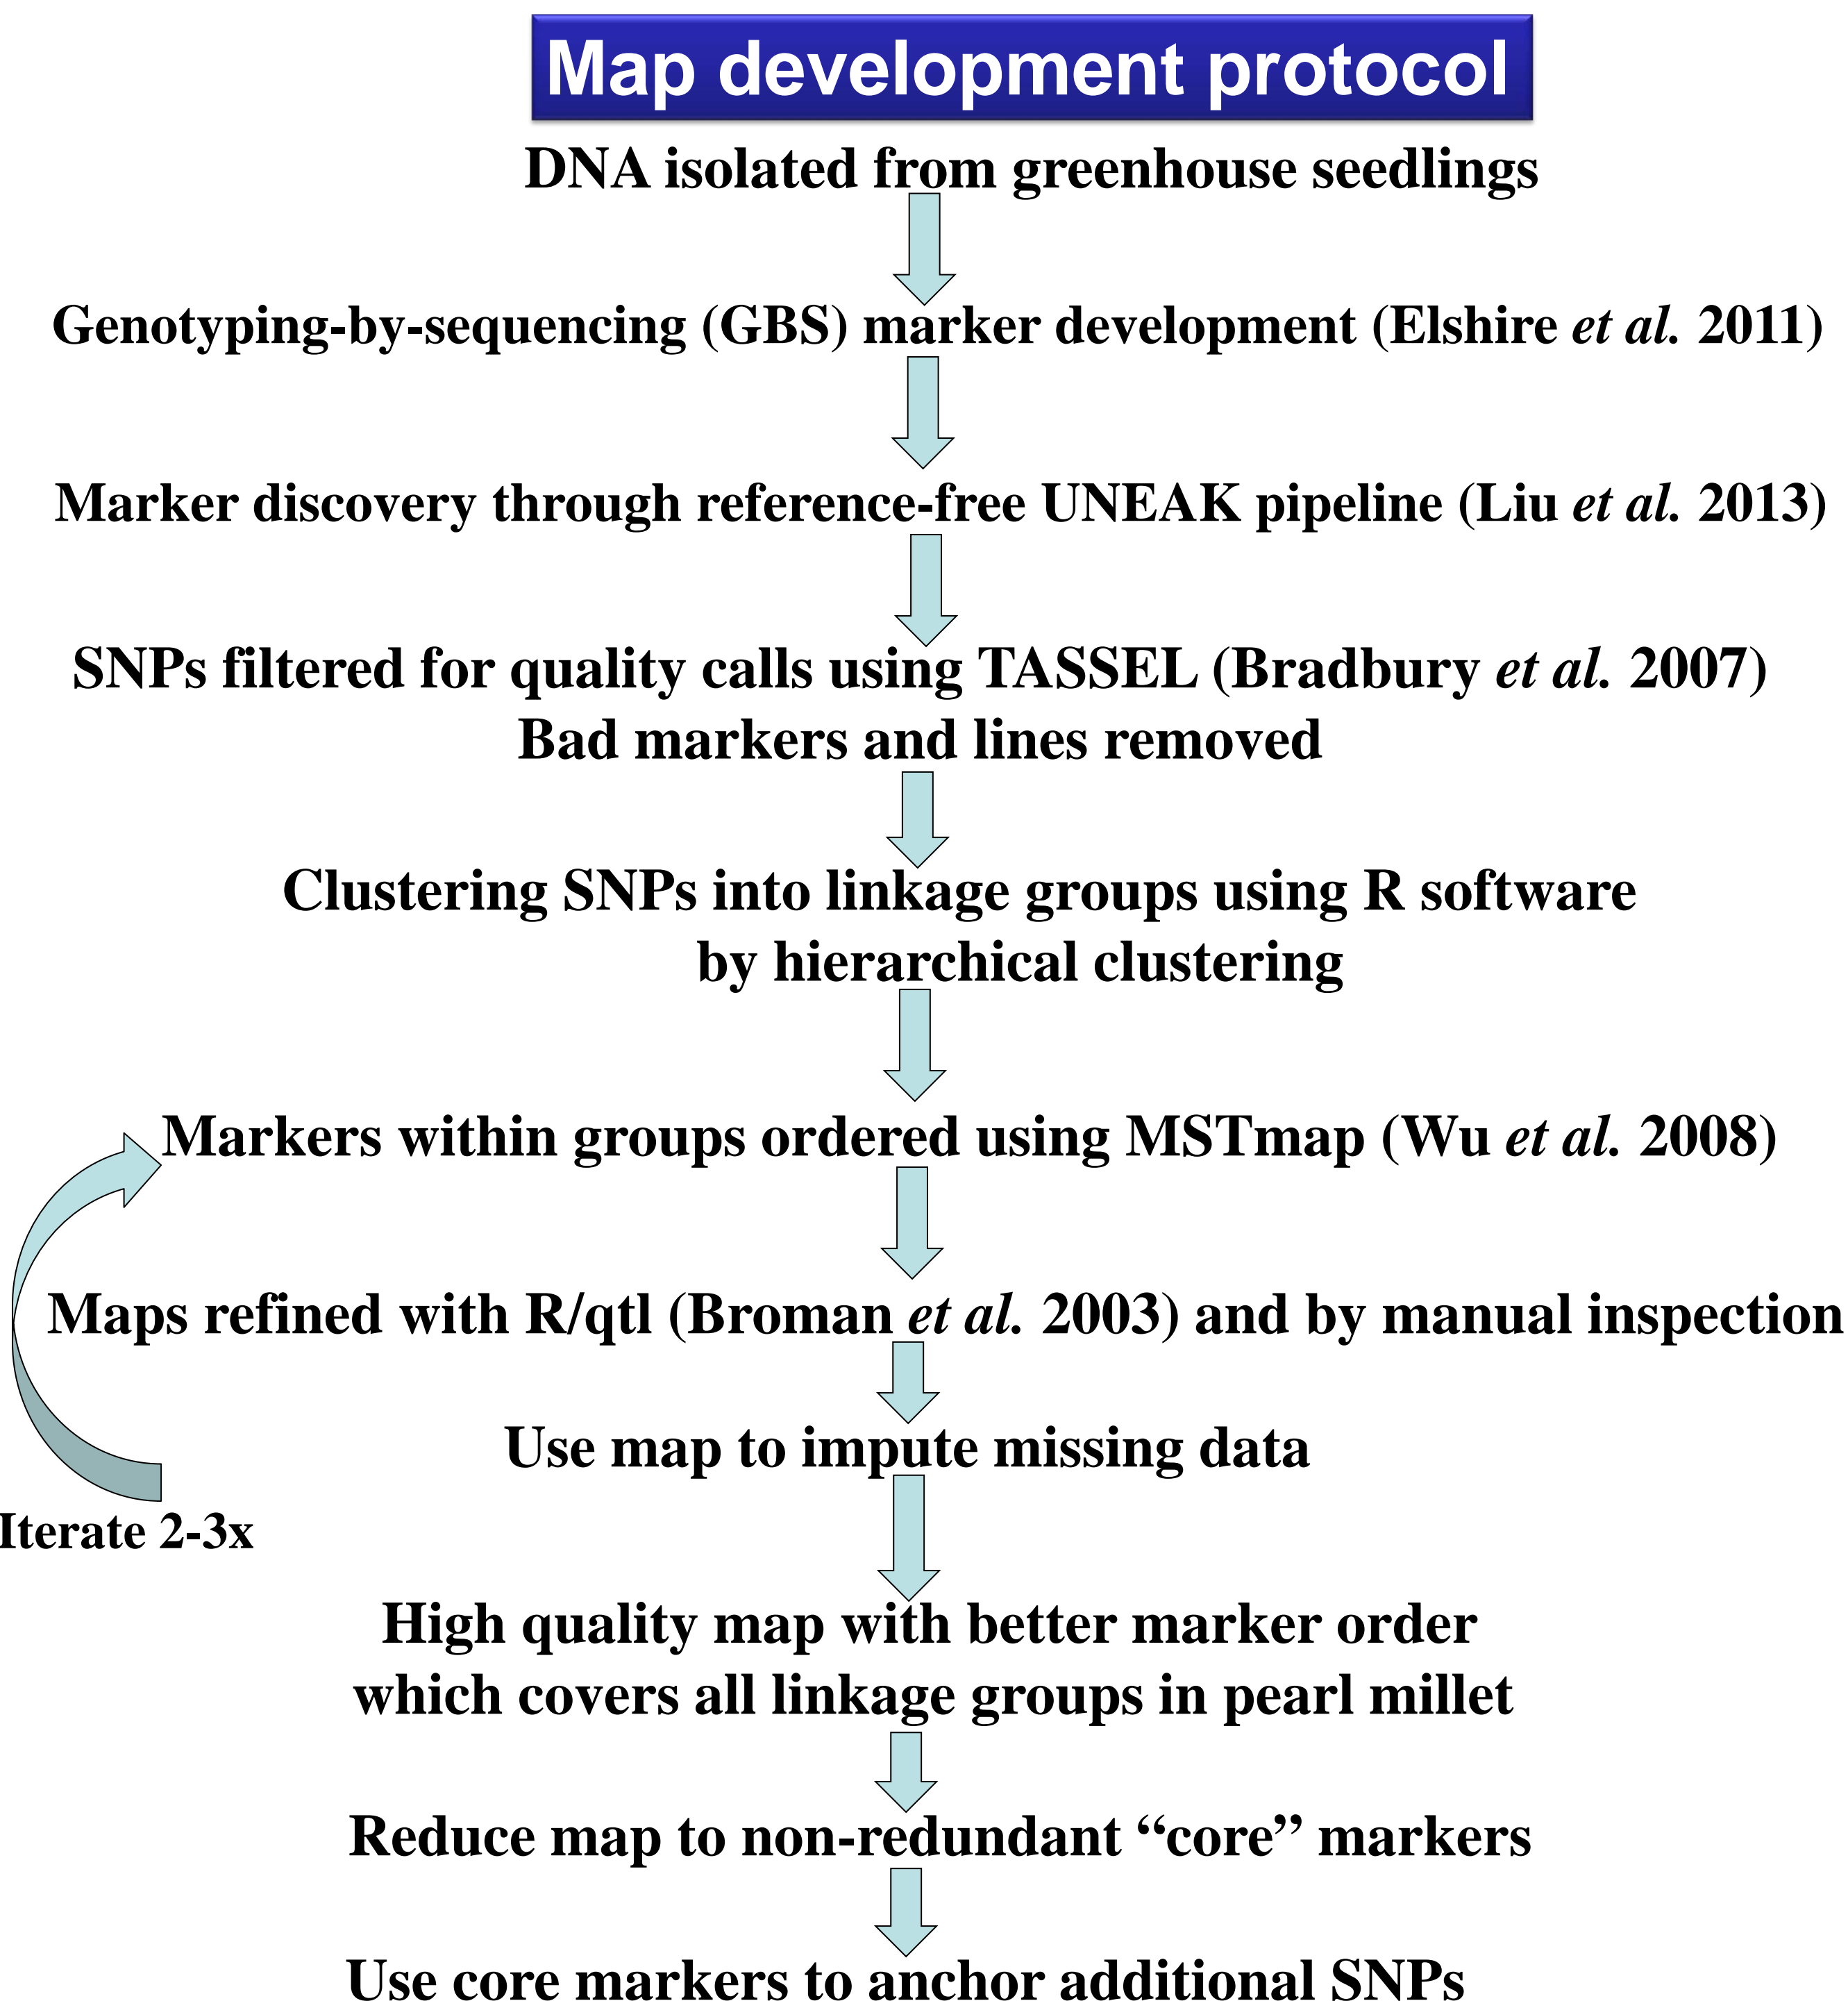 Map development protocol
DNA isolated from greenhouse seedlings
Genotyping-by-sequencing (GBS) marker development (Elshire et al. 2011)
Marker discovery through reference-free UNEAK pipeline (Liu et al. 2013)
SNPs filtered for quality calls using TASSEL (Bradbury et al. 2007)
Bad markers and lines removed
Clustering SNPs into linkage groups using R software
by hierarchical clustering
Markers within groups ordered using MSTmap (Wu et al. 2008)
Maps refined with R/qtl (Broman et al. 2003) and by manual inspection
Use map to impute missing data
Iterate 2-3x
High quality map with better marker order
which covers all linkage groups in pearl millet
Reduce map to non-redundant “core” markers
Use core markers to anchor additional SNPs